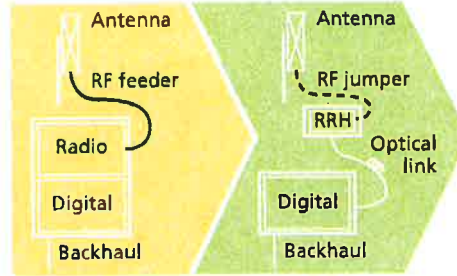 Antenna
RF feeder
Radio
Digital
Backhaul
Antenna
RF jumper
RRH
Optical
link
Digital
Backhaul